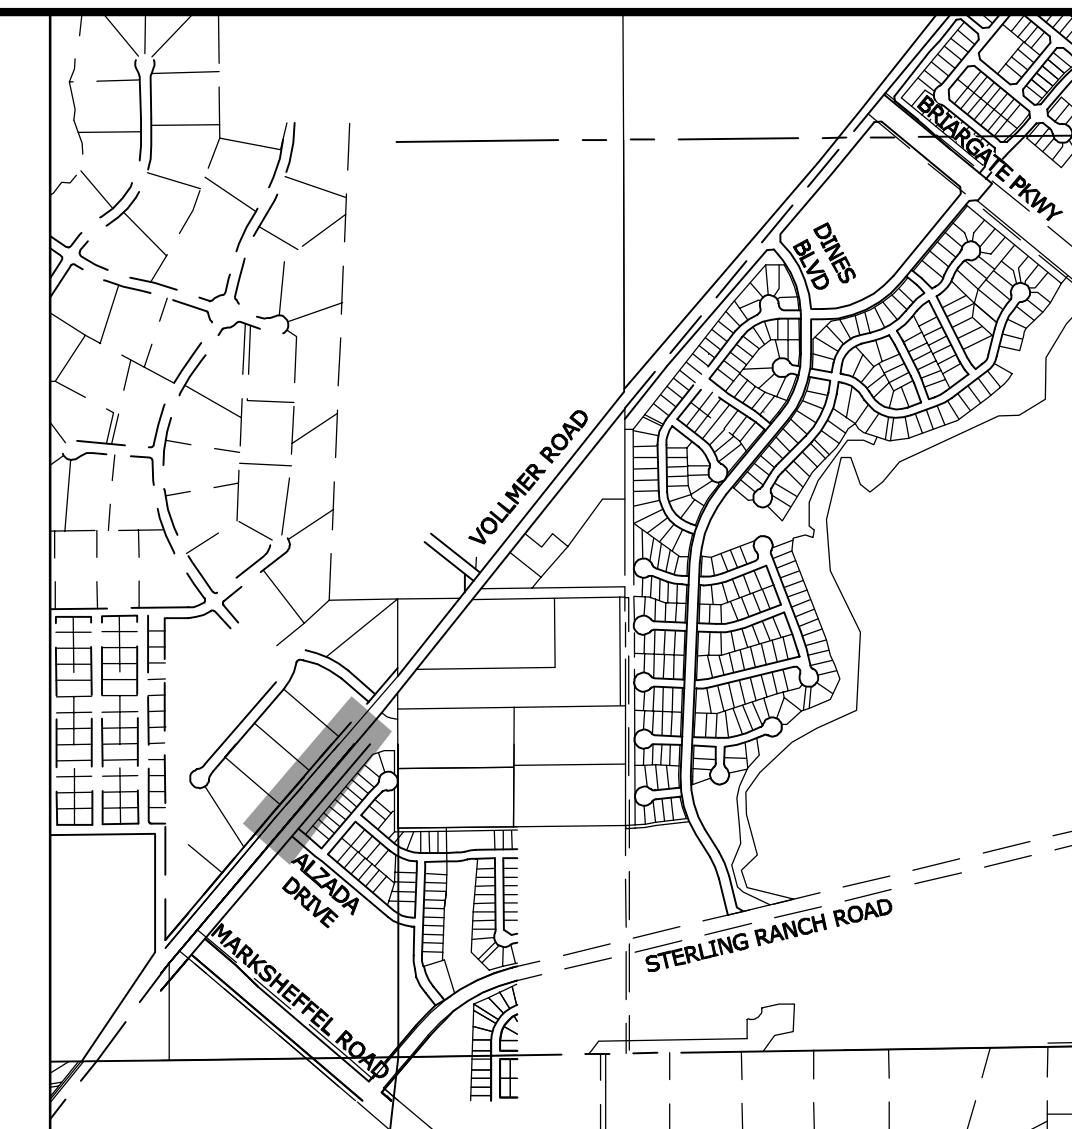 BRIARGATE PKWY
DINES
BLVD
VOLLMER ROAD
ALZADA
DRIVE
STERLING RANCH ROAD
MARKSHEFFEL ROAD